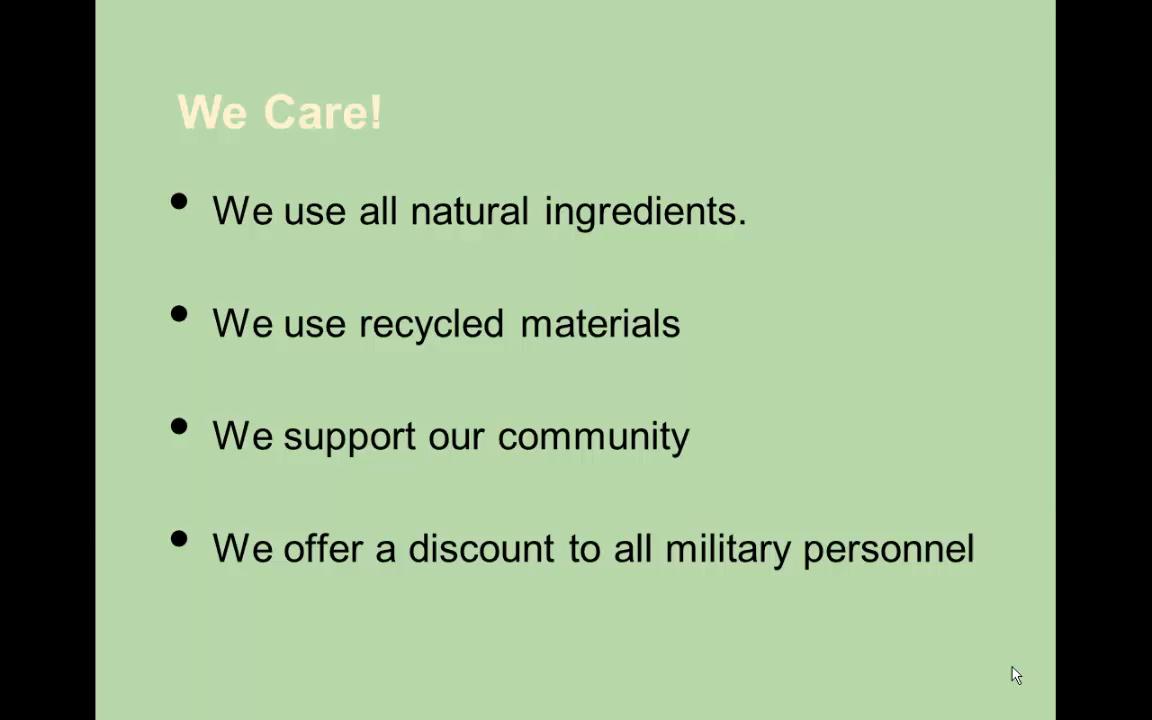 We Care!
• We use all natural ingredients.
• We use recycled materials
• We support our community
• We offer a discount to all military personnel